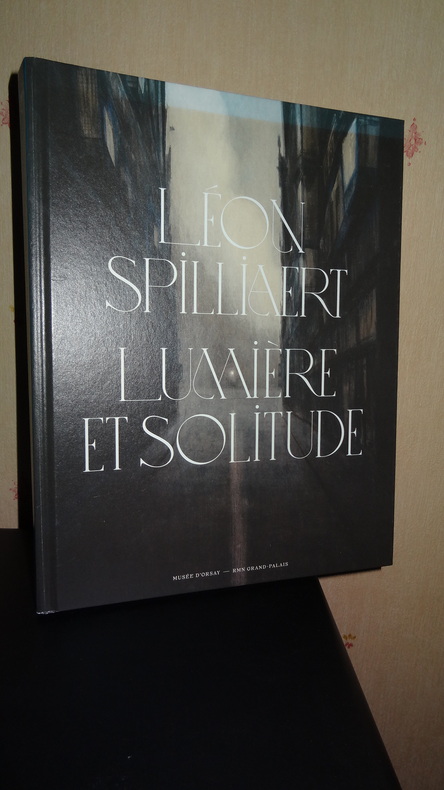 LÉON
SPILLIAERT
LUMIÈRE
ET SOLITUDE
MUSÉE D'ORSAY — RMN GRAND-PALAIS